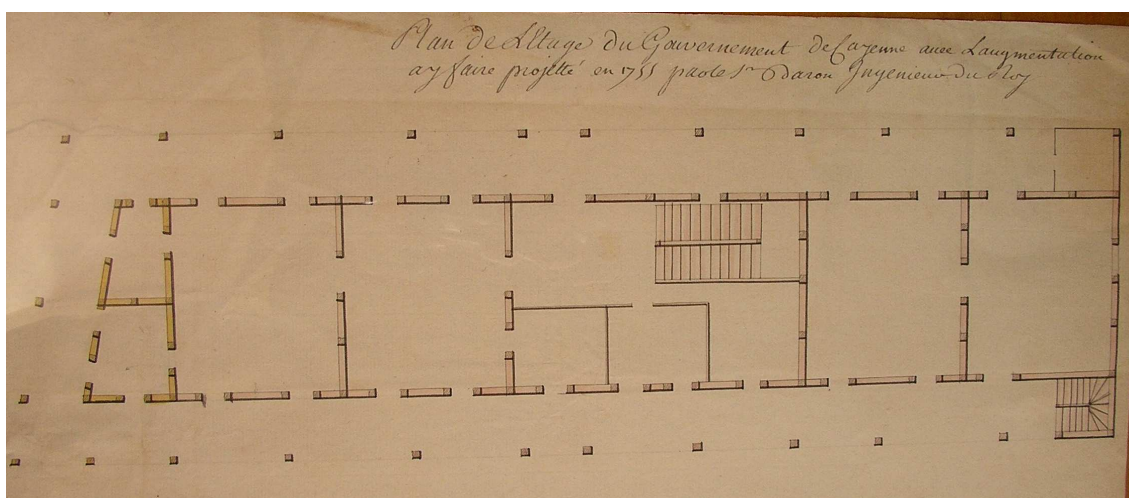 Plan de L'Etage du Gouvernement de Cayenne avec L'augmentation
a y faire projetté en 1755 par le Sr Daron Ingenieur du Roy